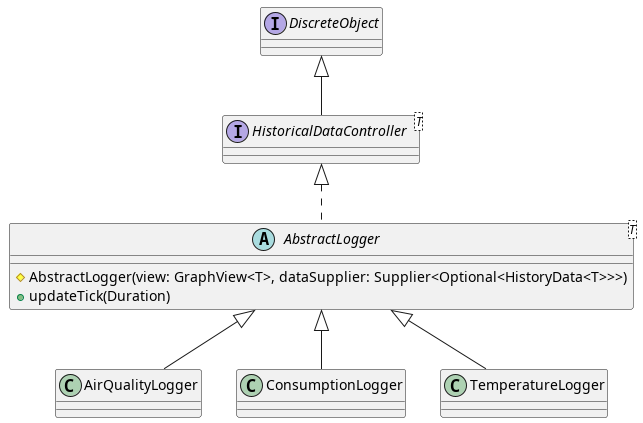 I DiscreteObject
I HistoricalDataController T
A AbstractLogger T
AbstractLogger(view: GraphView<T>, dataSupplier: Supplier<Optional<HistoryData<T>>>)
updateTick(Duration)
C AirQualityLogger C ConsumptionLogger C TemperatureLogger